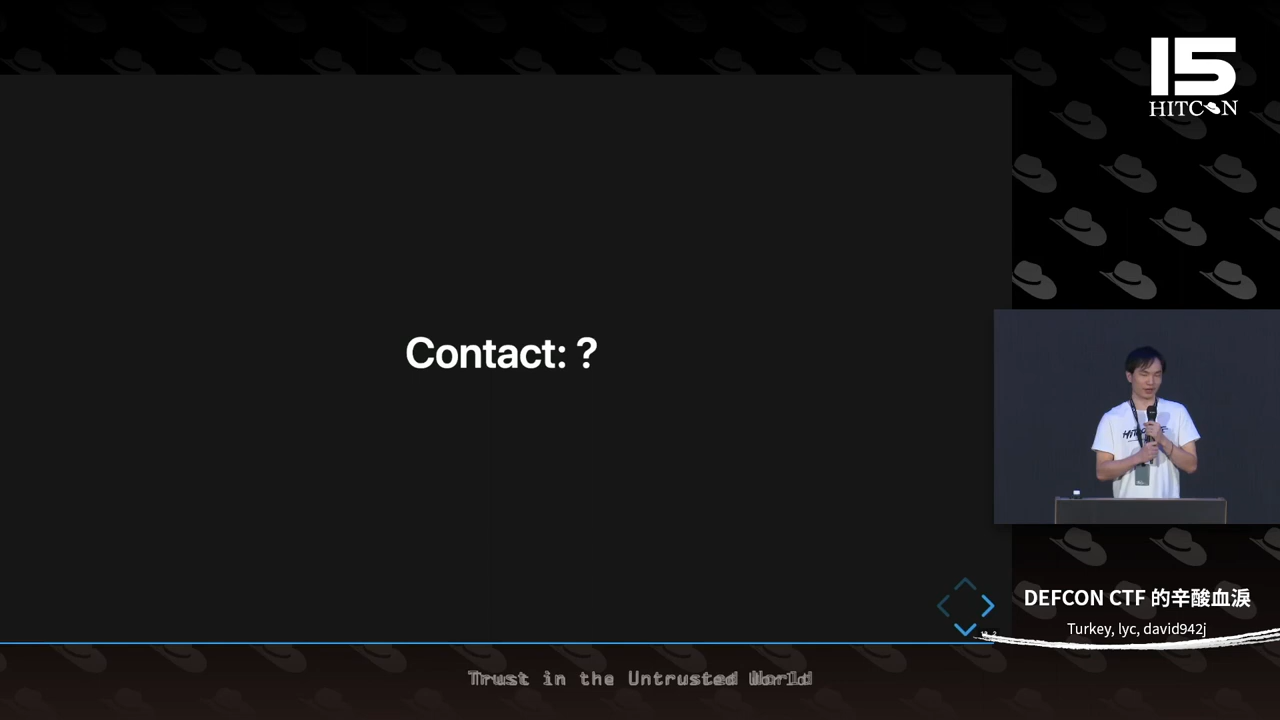 15
HITCON
Contact: ?
DEFCON CTF 的辛酸血淚
Turkey, lyc, david942j
Trust in the Untrusted World